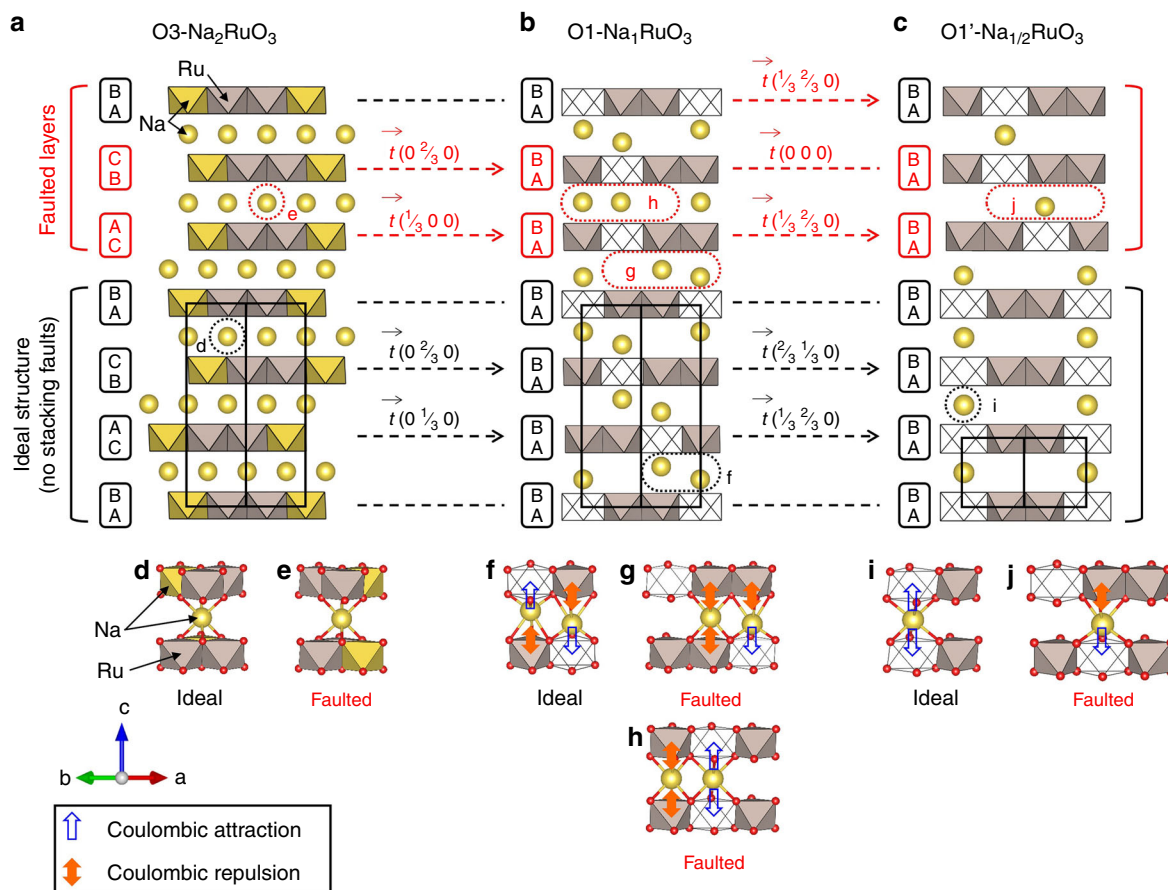 a
O3-Na2RuO3
b
O1-Na1RuO3
c
O1'-Na1/2RuO3
Faulted layers
Ideal structure
(no stacking faults)
B
A
Ru
Na
C
B
e
A
C
B
A
d
C
B
A
C
B
A
t (0 2/3 0)
t (1/3 0 0)
t (0 2/3 0)
t (0 1/3 0)
B
A
B
A
h
B
A
g
B
A
B
A
B
A
f
B
A
t (1/3 2/3 0)
t (0 0 0)
t (1/3 2/3 0)
t (2/3 1/3 0)
t (1/3 2/3 0)
B
A
B
A
j
B
A
B
A
B
A
i
B
A
B
A
d
Na
Ru
Ideal
e
Faulted
f
Ideal
g
Faulted
h
Faulted
i
Ideal
j
Faulted
c
b
a
Coulombic attraction
Coulombic repulsion